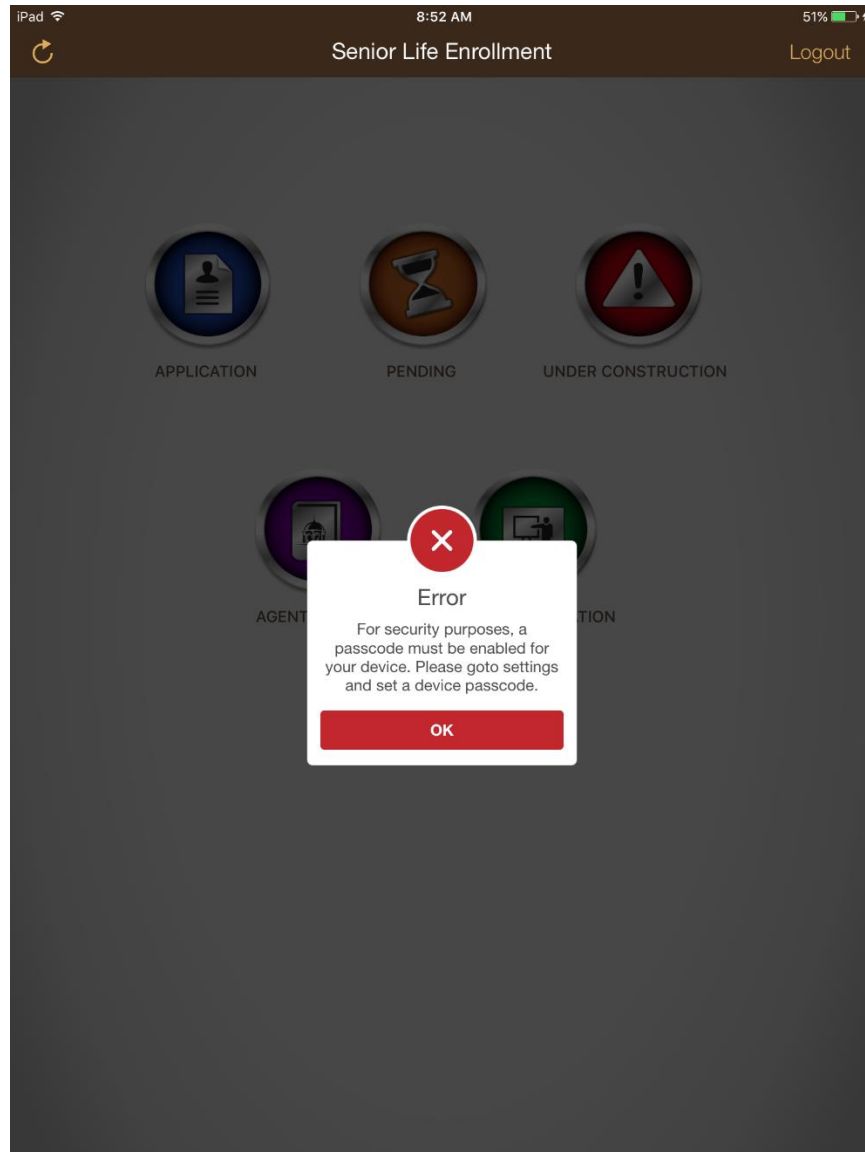 iPad 8:52 AM 51%
Senior Life Enrollment Logout
APPLICATION PENDING UNDER CONSTRUCTION
AGENT
TION
Error
For security purposes, a
passcode must be enabled for
your device. Please goto settings
and set a device passcode.
OK